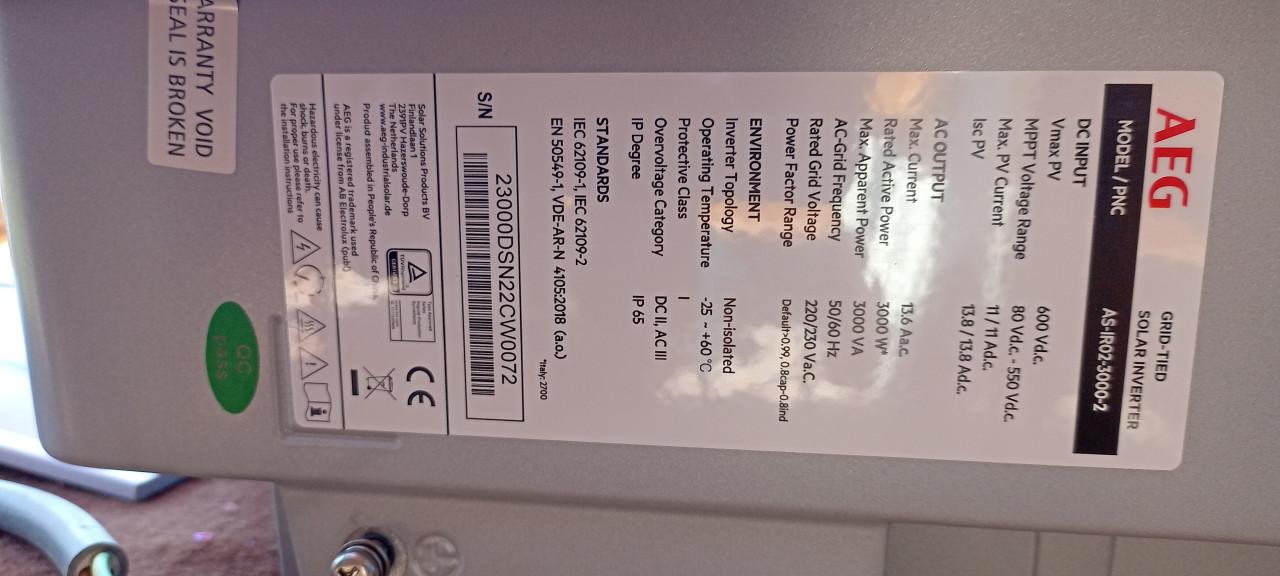 AEG
GRID-TIED
SOLAR INVERTER
MODEL / PNC AS-IR02-3000-2
DC INPUT
Vmax PV 600 Vd.c.
MPPT Voltage Range 80 Vd.c. - 550 Vd.c.
Max. PV Current 11 / 11 Ad.c.
Isc PV 13.8 / 13.8 Ad.c.
AC OUTPUT
Max. Current 13.6 Aa.c.
Rated Active Power 3000 W*
Max. Apparent Power 3000 VA
AC-Grid Frequency 50/60 Hz
Rated Grid Voltage 220/230 Va.C.
Power Factor Range Default>0.99, 0.8cap-0.8ind
ENVIRONMENT
Inverter Topology Non-isolated
Operating Temperature -25 ~ +60 °C
Protective Class I
Overvoltage Category DC II, AC III
IP Degree IP 65
STANDARDS
IEC 62109-1, IEC 62109-2
EN 50549-1, VDE-AR-N 4105:2018 (a.o.)
*Italy: 2700
S/N 23000DSN22CW0072
Solar Solutions Products BV
Finlandlaan 1
2391PV Hazerswoude-Dorp
The Netherlands
www.aeg-industrialsolar.de
Produd assembled in People's Republic of
AEG is registered trademark used
under license from AB Electrolux (publ)
CE
Hazardous electricity can cause
shock, burns or death.
For proper use please refer to
the installation instructions
QC
pass
ARRANTY VOID
SEAL IS BROKEN